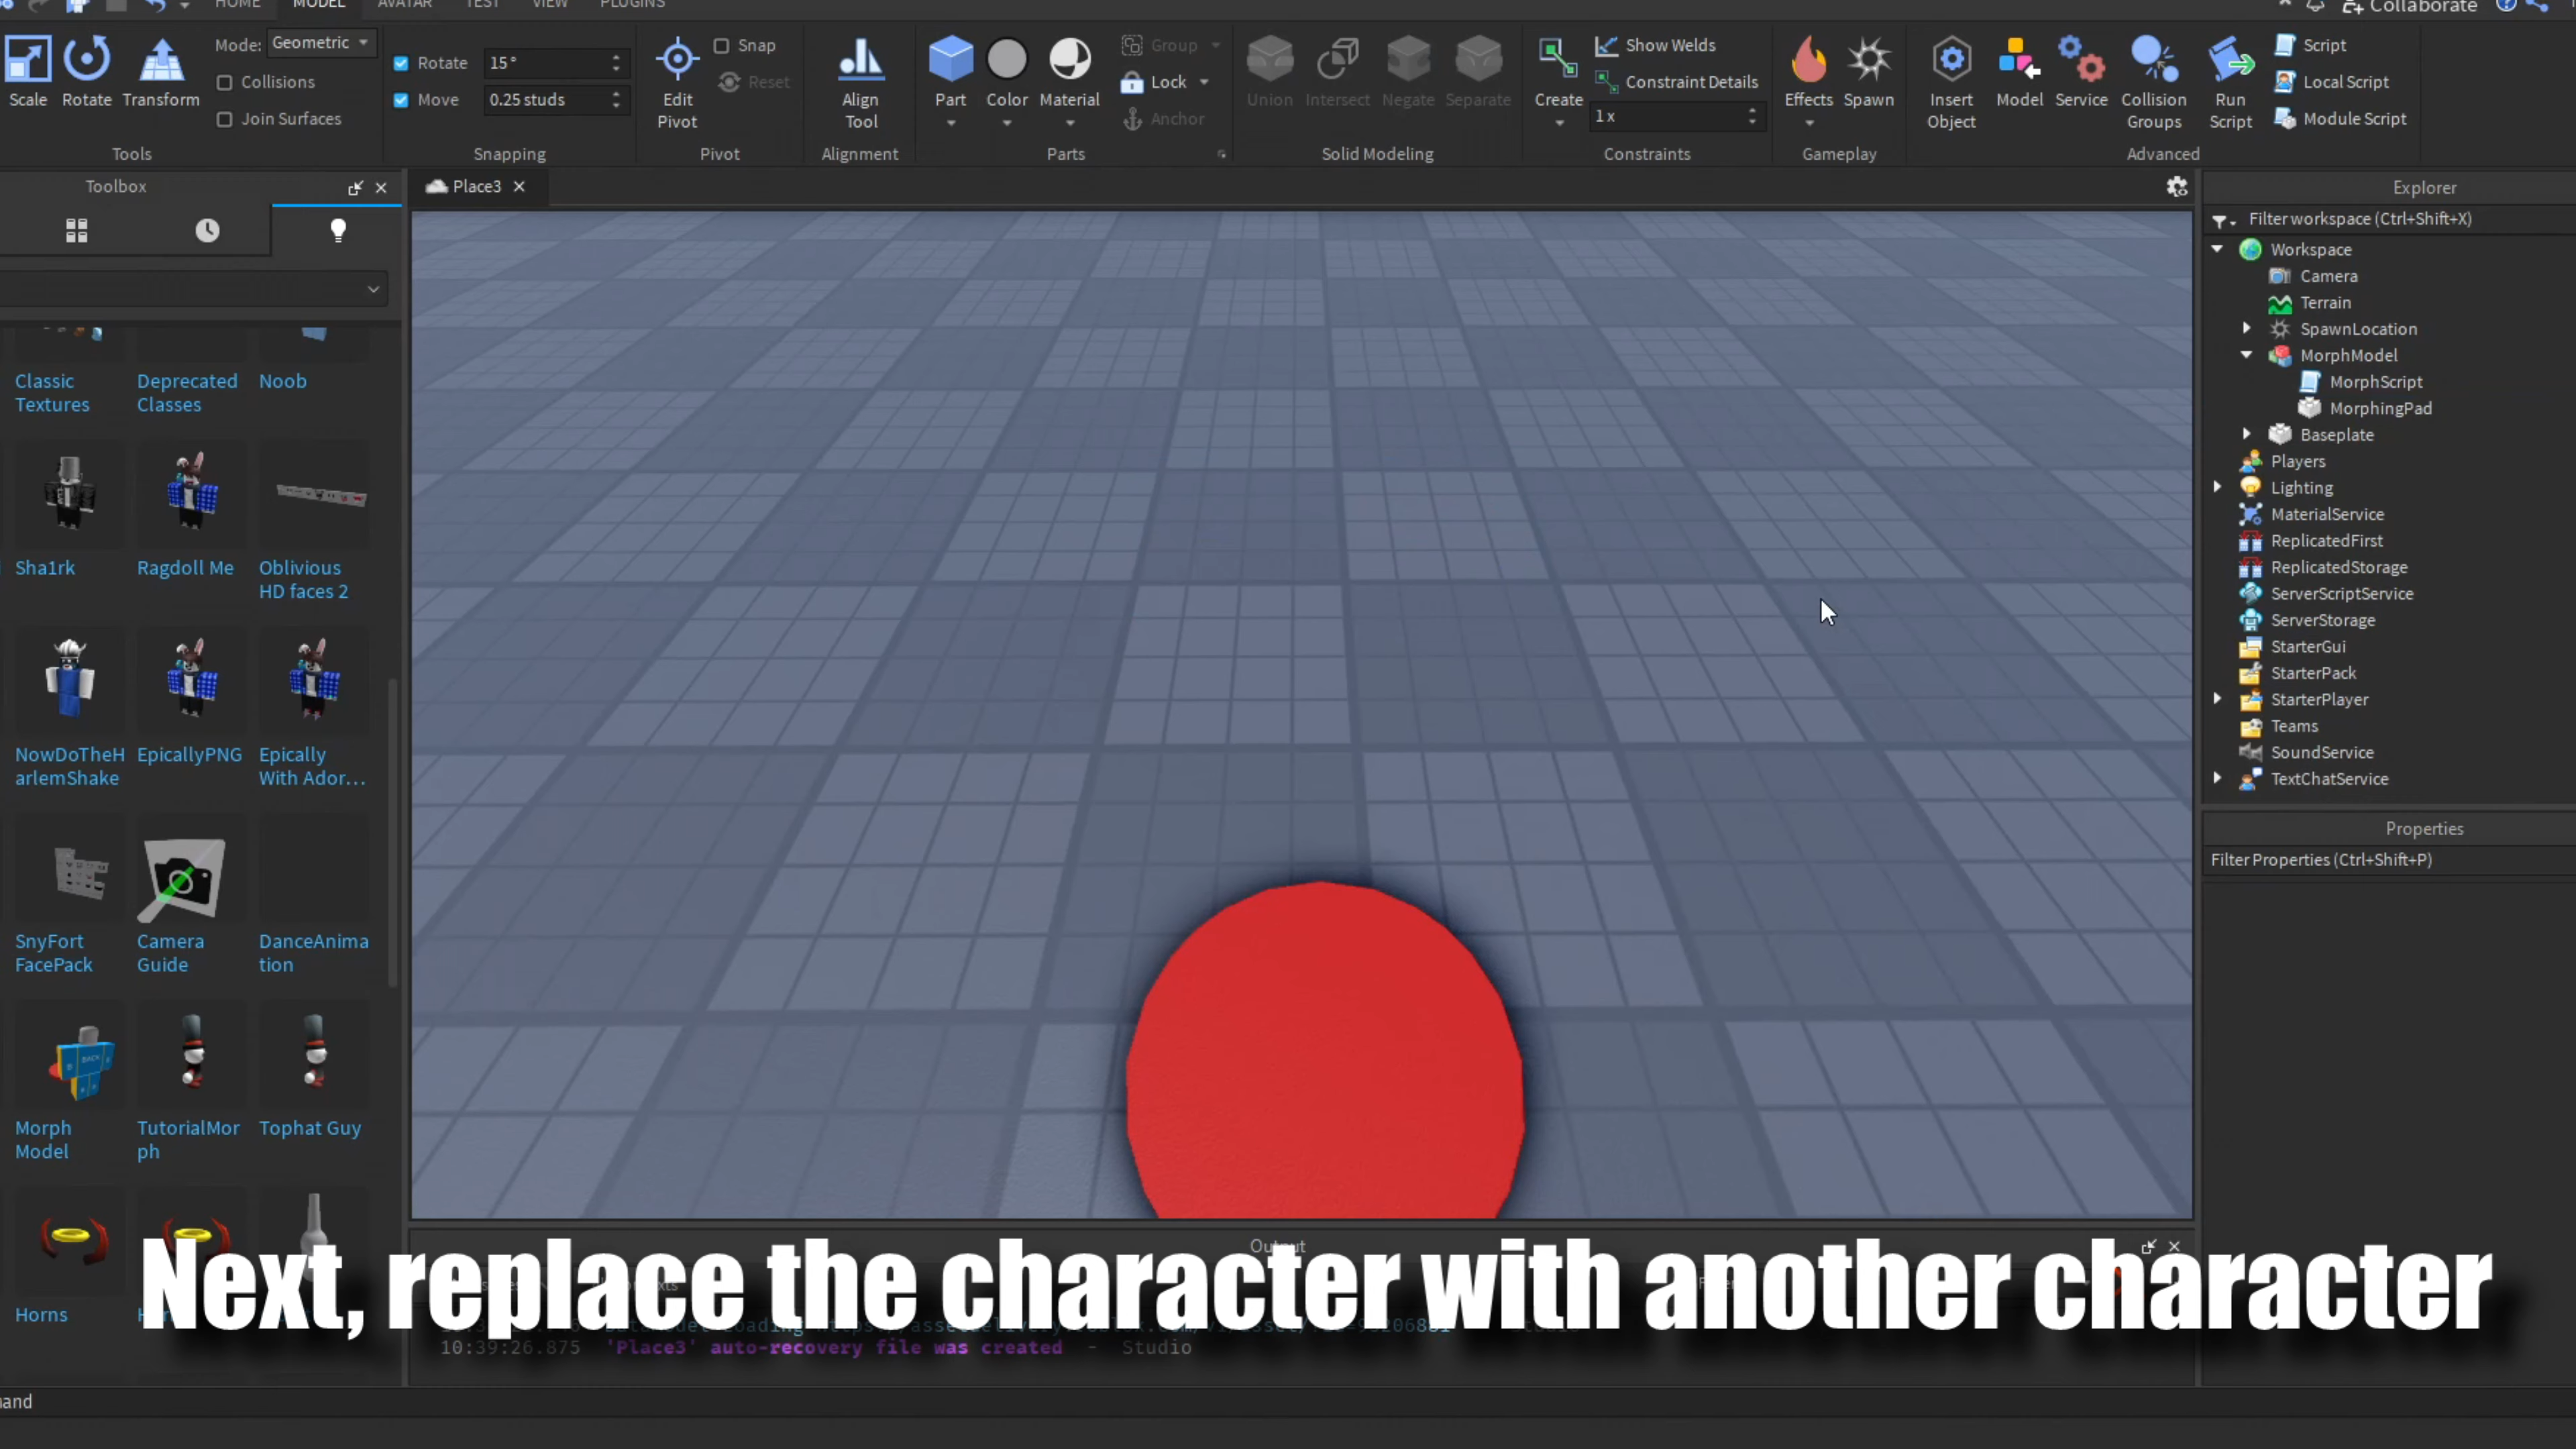 HOME MODEL AVATAR TEST VIEW PLUGINS
Collaborate
Mode: Geometric
Collisions
Join Surfaces
Scale Rotate Transform
Tools
Rotate 15°
Move 0.25 studs
Snapping
Edit Pivot
Snap
Reset
Pivot
Align Tool
Alignment
Part Color Material
Group
Lock
Anchor
Parts
Union Intersect Negate Separate
Solid Modeling
Create
Show Welds
Constraint Details
1 x
Constraints
Effects Spawn
Gameplay
Insert Object
Model
Service
Collision Groups
Run Script
Script
Local Script
Module Script
Advanced
Toolbox
Classic Textures
Deprecated Classes
Noob
Sha1rk
Ragdoll Me
Oblivious HD faces 2
NowDoTheH
arlemShake
EpicallyPNG
Epically With Ador...
SnyFort FacePack
Camera Guide
DanceAnima
tion
Morph Model
TutorialMor
ph
Tophat Guy
Horns
Place3
Explorer
Filter workspace (Ctrl+Shift+X)
Workspace
Camera
Terrain
SpawnLocation
MorphModel
MorphScript
MorphingPad
Baseplate
Players
Lighting
MaterialService
ReplicatedFirst
ReplicatedStorage
ServerScriptService
ServerStorage
StarterGui
StarterPack
StarterPlayer
Teams
SoundService
TextChatService
Properties
Filter Properties (Ctrl+Shift+P)
Output
Next, replace the character with another character
10:39:26.875 'Place3' auto-recovery file was created - Studio